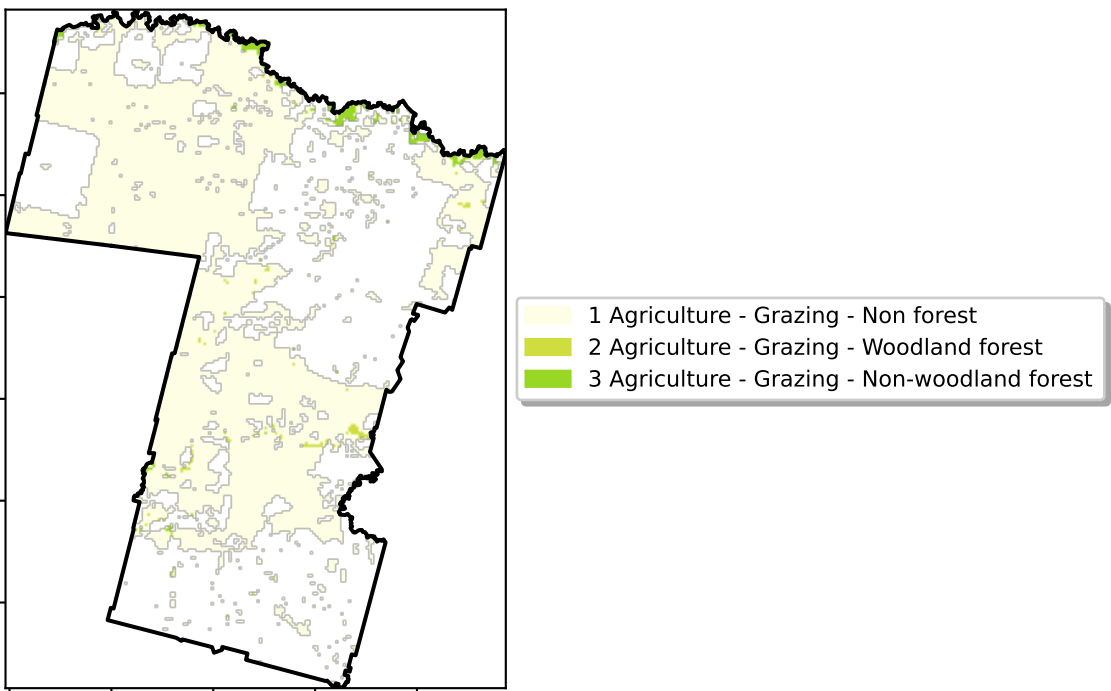 1 Agriculture - Grazing - Non forest
2 Agriculture - Grazing - Woodland forest
3 Agriculture - Grazing - Non-woodland forest